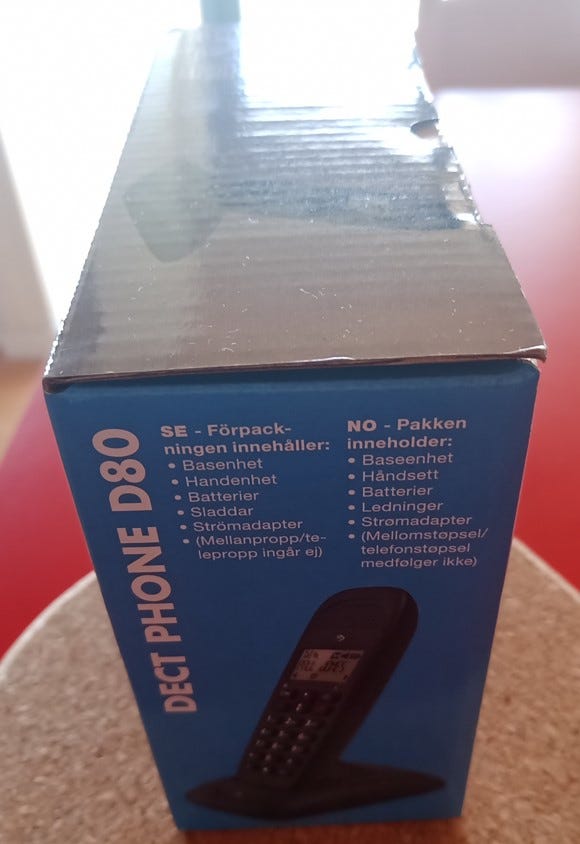 DECT PHONE D80
SE - Förpack-
ningen innehåller:
• Basenhet
• Handenhet
• Batterier
• Sladdar
• Strömadapter
• (Mellanpropp/te-
lepropp ingår ej)
NO - Pakken
inneholder:
• Baseenhet
• Håndsett
• Batterier
• Ledninger
• Strømadapter
• (Mellomstøpsel/
telefonstøpsel
medfølger ikke)